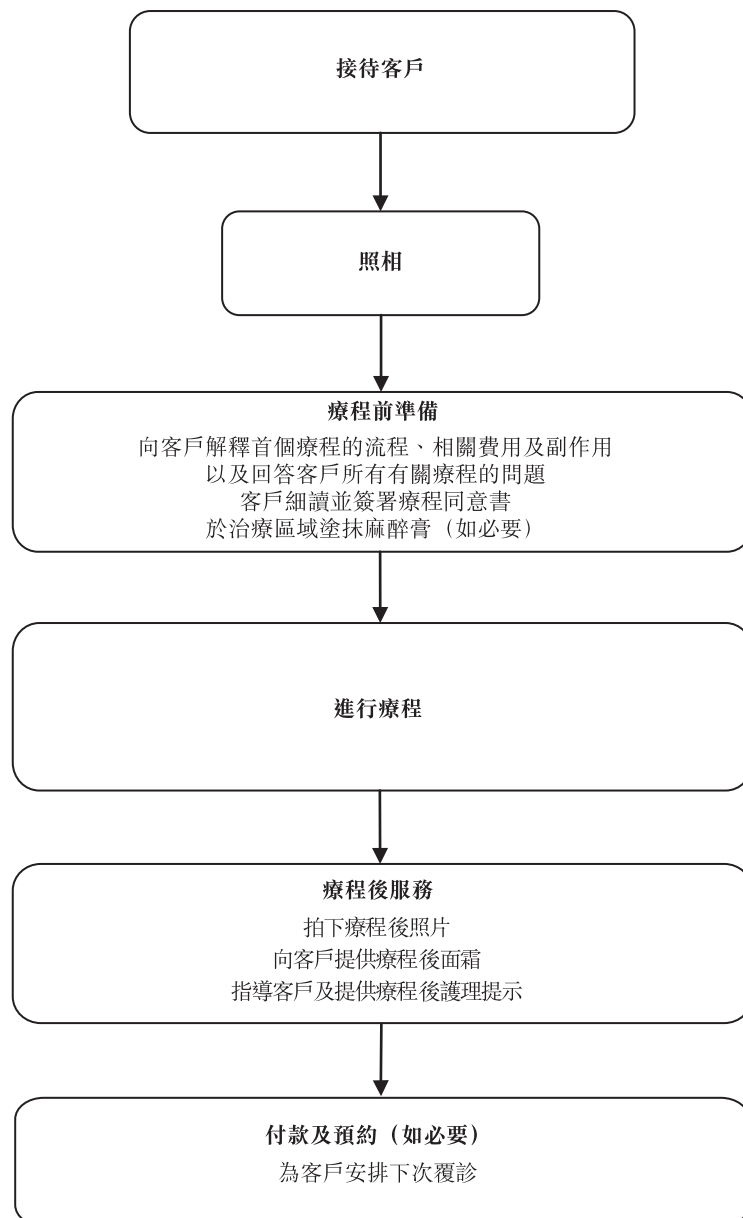 接待客戶
照相
療程前準備
向客戶解釋首個療程的流程、相關費用及副作用
以及回答客戶所有有關療程的問題
客戶細讀並簽署療程同意書
於治療區域塗抹麻醉膏（如必要）
進行療程
療程後服務
拍下療程後照片
向客戶提供療程後面霜
指導客戶及提供療程後護理提示
付款及預約（如必要）
為客戶安排下次覆診